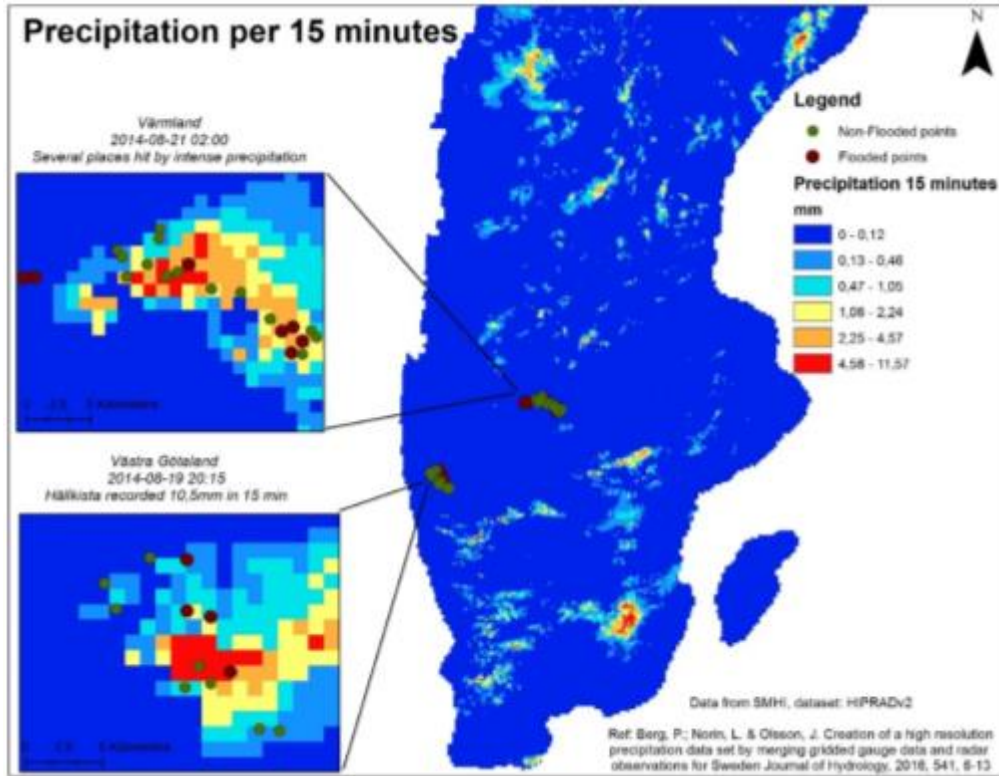 Precipitation per 15 minutes
N
Värmland
2014-08-21 02:00
Several places hit by intense precipitation
Västra Götaland
2014-08-19 20:15
Hällkista recorded 10,5mm in 15 min
Legend
Non-Flooded points
Flooded points
Precipitation 15 minutes
mm
0 - 0,12
0,13 - 0,46
0,47 - 1,05
1,06 - 2,24
2,25 - 4,57
4,58 - 11,57
Data from SMHI, dataset: HIPRADv2
Ref: Berg, P.; Norin, L. & Olsson, J. Creation of a high resolution
precipitation data set by merging gridded gauge data and radar
observations for Sweden Journal of Hydrology, 2016, 541, 6-13